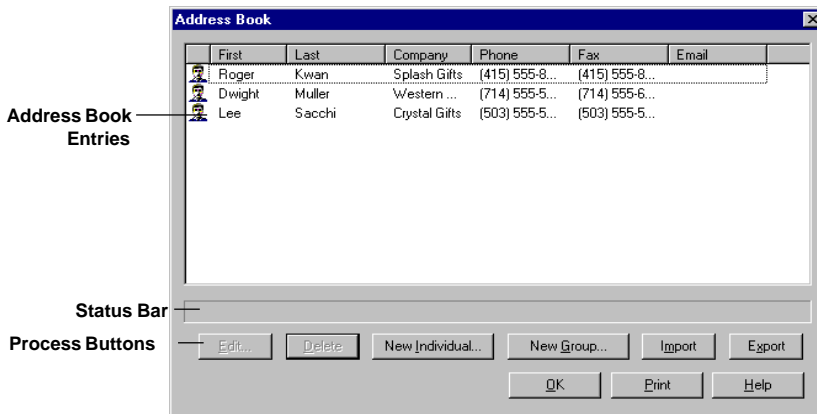 Address Book
First Last Company Phone Fax Email
Roger Kwan Splash Gifts (415) 555-8... (415) 555-8...
Dwight Muller Western ... (714) 555-5... (714) 555-6...
Lee Sacchi Crystal Gifts (503) 555-5... (503) 555-5...
Address Book
Entries
Status Bar
Process Buttons
Edit... Delete New Individual... New Group... Import Export
OK Print Help